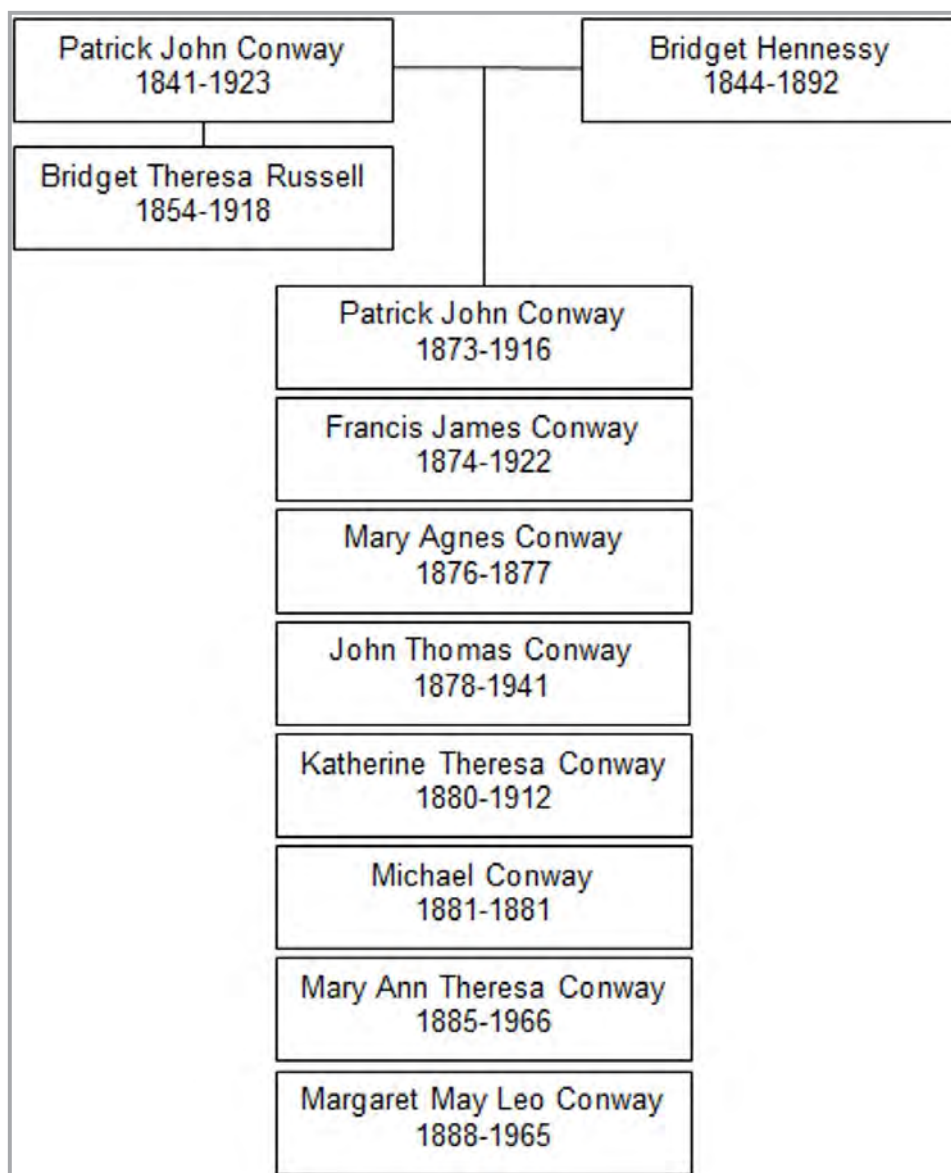 Patrick John Conway
1841-1923
Bridget Hennessy
1844-1892
Bridget Theresa Russell
1854-1918
Patrick John Conway
1873-1916
Francis James Conway
1874-1922
Mary Agnes Conway
1876-1877
John Thomas Conway
1878-1941
Katherine Theresa Conway
1880-1912
Michael Conway
1881-1881
Mary Ann Theresa Conway
1885-1966
Margaret May Leo Conway
1888-1965